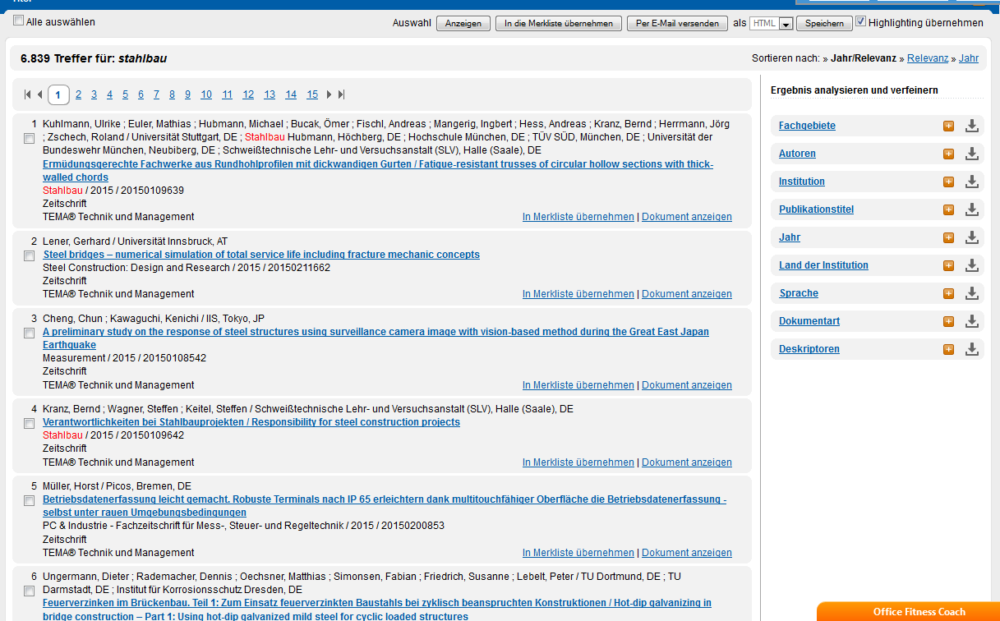 Alle auswählen
Auswahl Anzeigen In die Merkliste übernehmen Per E-Mail versenden als HTML Speichern Highlighting übernehmen
6.839 Treffer für: stahlbau
Sortieren nach: » Jahr/Relevanz » Relevanz » Jahr
1 2 3 4 5 6 7 8 9 10 11 12 13 14 15
1 Kuhlmann, Ulrike ; Euler, Mathias ; Hubmann, Michael ; Bucak, Ömer ; Fischl, Andreas ; Mangerig, Ingbert ; Hess, Andreas ; Kranz, Bernd ; Herrmann, Jörg
; Zschech, Roland / Universität Stuttgart, DE ; Stahlbau Hubmann, Höchberg, DE ; Hochschule München, DE ; TÜV SÜD, München, DE ; Universität der
Bundeswehr München, Neubiberg, DE ; Schweißtechnische Lehr- und Versuchsanstalt (SLV), Halle (Saale), DE
Ermüdungsgerechte Fachwerke aus Rundhohlprofilen mit dickwandigen Gurten / Fatigue-resistant trusses of circular hollow sections with thick-
walled chords
Stahlbau / 2015 / 20150109639
Zeitschrift
TEMA® Technik und Management
In Merkliste übernehmen | Dokument anzeigen
2 Lener, Gerhard / Universität Innsbruck, AT
Steel bridges – numerical simulation of total service life including fracture mechanic concepts
Steel Construction: Design and Research / 2015 / 20150211662
Zeitschrift
TEMA® Technik und Management
In Merkliste übernehmen | Dokument anzeigen
3 Cheng, Chun ; Kawaguchi, Kenichi / IIS, Tokyo, JP
A preliminary study on the response of steel structures using surveillance camera image with vision-based method during the Great East Japan
Earthquake
Measurement / 2015 / 20150108542
Zeitschrift
TEMA® Technik und Management
In Merkliste übernehmen | Dokument anzeigen
4 Kranz, Bernd ; Wagner, Steffen ; Keitel, Steffen / Schweißtechnische Lehr- und Versuchsanstalt (SLV), Halle (Saale), DE
Verantwortlichkeiten bei Stahlbauprojekten / Responsibility for steel construction projects
Stahlbau / 2015 / 20150109642
Zeitschrift
TEMA® Technik und Management
In Merkliste übernehmen | Dokument anzeigen
5 Müller, Horst / Picos, Bremen, DE
Betriebsdatenerfassung leicht gemacht. Robuste Terminals nach IP 65 erleichtern dank multitouchfähiger Oberfläche die Betriebsdatenerfassung -
selbst unter rauen Umgebungsbedingungen
PC & Industrie - Fachzeitschrift für Mess-, Steuer- und Regeltechnik / 2015 / 20150200853
Zeitschrift
TEMA® Technik und Management
In Merkliste übernehmen | Dokument anzeigen
6 Ungermann, Dieter ; Rademacher, Dennis ; Oechsner, Matthias ; Simonsen, Fabian ; Friedrich, Susanne ; Lebelt, Peter / TU Dortmund, DE ; TU
Darmstadt, DE ; Institut für Korrosionsschutz Dresden, DE
Feuerverzinken im Brückenbau. Teil 1: Zum Einsatz feuerverzinkten Baustahls bei zyklisch beanspruchten Konstruktionen / Hot-dip galvanizing in
bridge construction – Part 1: Using hot-dip galvanized mild steel for cyclic loaded structures
Ergebnis analysieren und verfeinern
Fachgebiete
Autoren
Institution
Publikationstitel
Jahr
Land der Institution
Sprache
Dokumentart
Deskriptoren
Office Fitness Coach